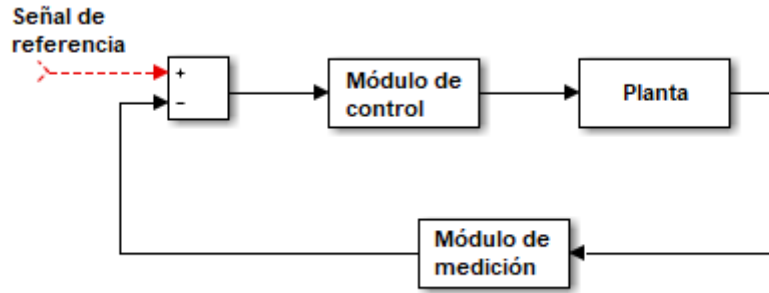 Señal de
referencia
+
−
Módulo de
control
Planta
Módulo de
medición